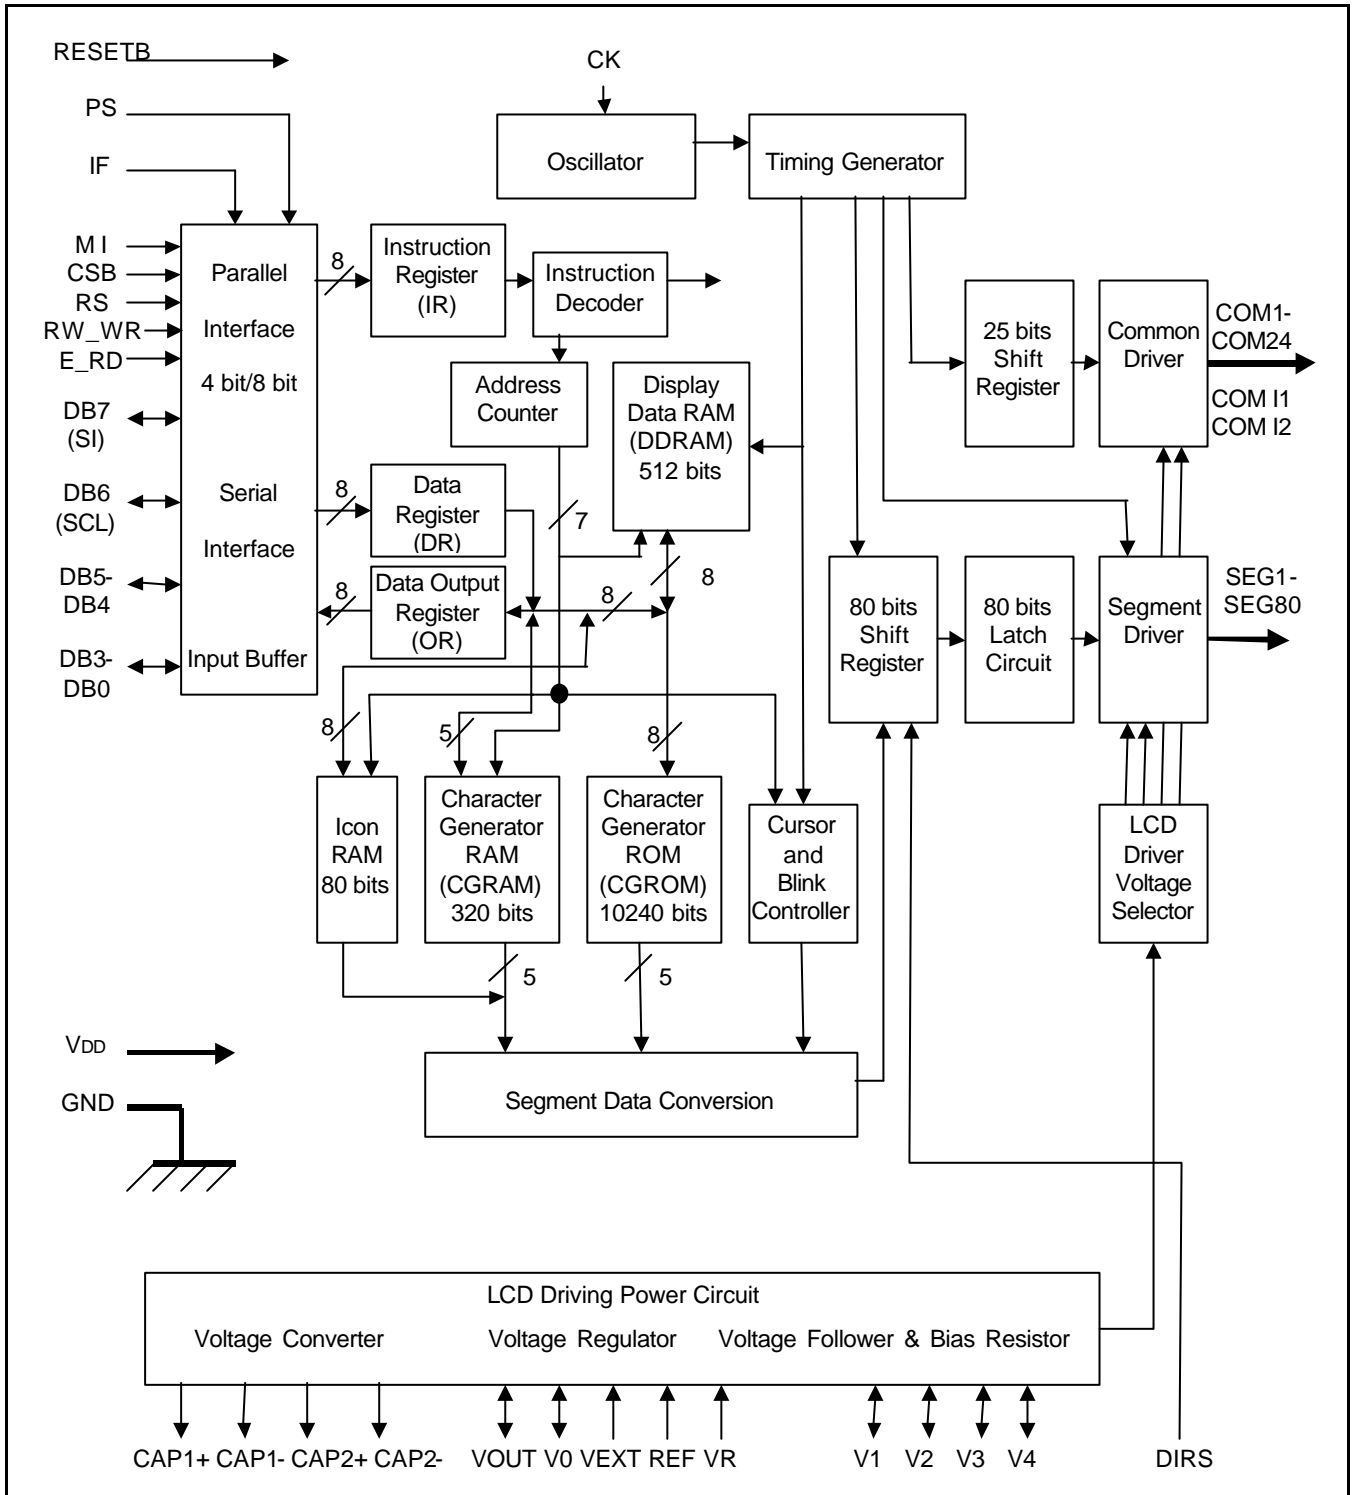 RESETB
CK
PS
IF
Oscillator
Timing Generator
M I
CSB
RS
RW_WR
E_RD
DB7
(SI)
DB6
(SCL)
DB5-
DB4
DB3-
DB0
Parallel
Interface
4 bit/8 bit
Serial
Interface
Input Buffer
8
Instruction
Register
(IR)
Instruction
Decoder
Address
Counter
Display
Data RAM
(DDRAM)
512 bits
25 bits
Shift
Register
Common
Driver
COM1-
COM24
COM I1
COM I2
8
Data
Register
(DR)
7
8
Data Output
Register
(OR)
8
8
80 bits
Shift
Register
80 bits
Latch
Circuit
Segment
Driver
SEG1-
SEG80
8
5
8
Icon
RAM
80 bits
Character
Generator
RAM
(CGRAM)
320 bits
Character
Generator
ROM
(CGROM)
10240 bits
Cursor
and
Blink
Controller
LCD
Driver
Voltage
Selector
5
5
VDD
GND
Segment Data Conversion
LCD Driving Power Circuit
Voltage Converter
Voltage Regulator
Voltage Follower & Bias Resistor
CAP1+ CAP1- CAP2+ CAP2-
VOUT V0 VEXT REF VR
V1 V2 V3 V4
DIRS